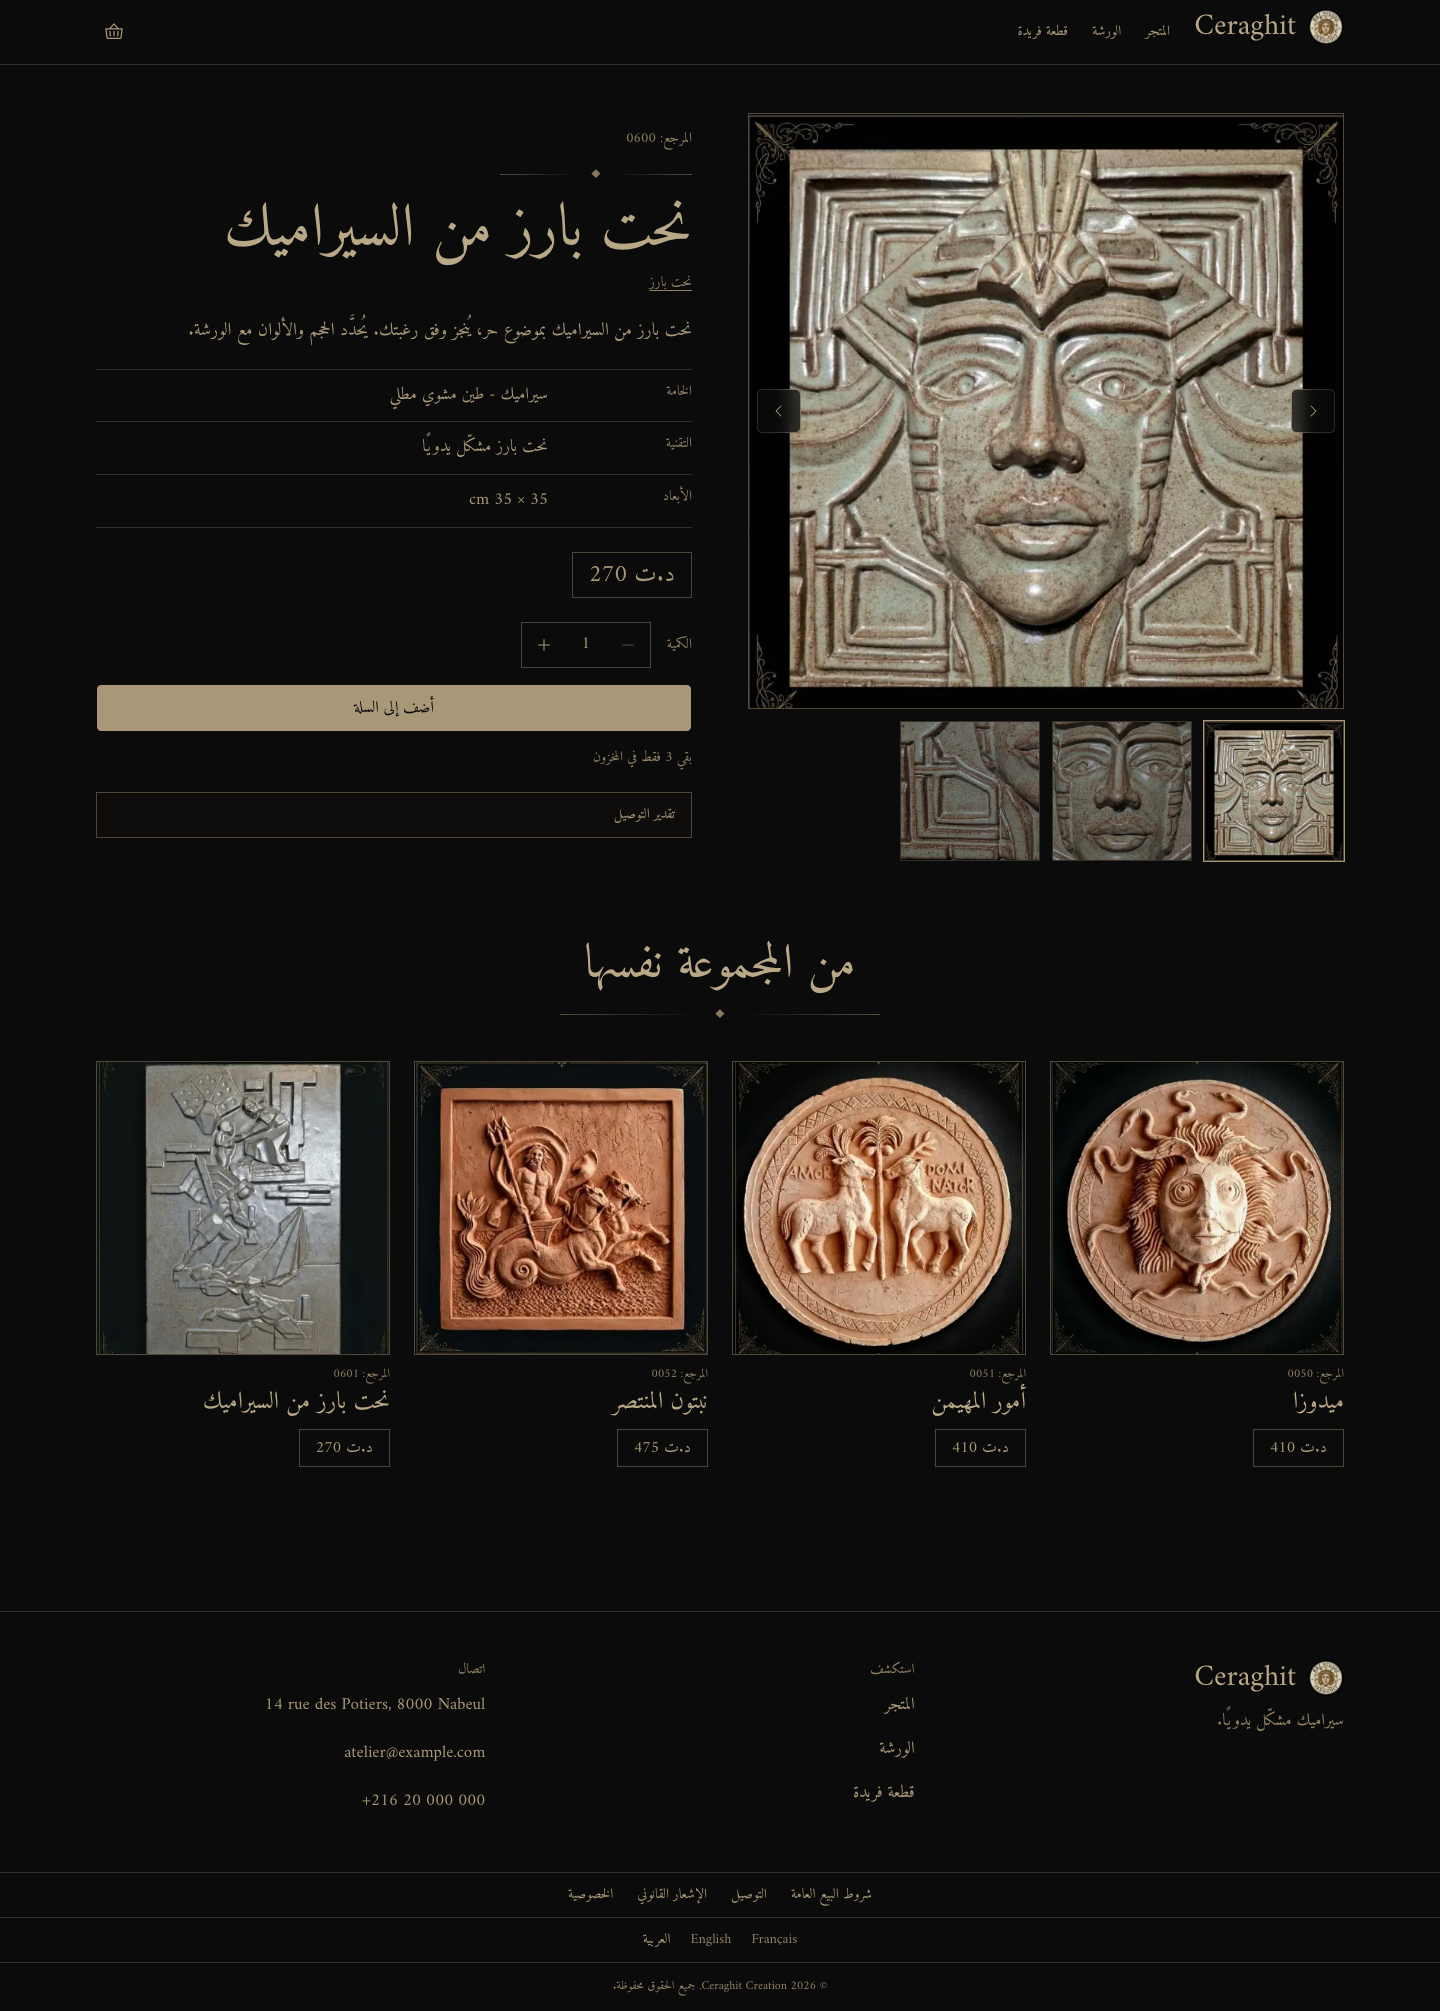 Ceraghit
المتجر
الورشة
قطعة فريدة
المرجع: 0600
نحت بارز من السيراميك
نحت بارز
نحت بارز من السيراميك بموضوع حر، يُنجز وفق رغبتك. يُحدَّد الحجم والألوان مع الورشة.
الخامة
سيراميك - طين مشوي مطلي
التقنية
نحت بارز مشكّل يدويًا
الأبعاد
35 × 35 cm
270 د.ت
الكمية
− 1 +
أضف إلى السلة
بقي 3 فقط في المخزون
تقدير التوصيل
من المجموعة نفسها
AMOR DOMI
NATOR
المرجع: 0050
ميدوزا
410 د.ت
المرجع: 0051
أمور المهيمن
410 د.ت
المرجع: 0052
نبتون المنتصر
475 د.ت
المرجع: 0601
نحت بارز من السيراميك
270 د.ت
Ceraghit
سيراميك مشكّل يدويًا.
استكشف
المتجر
الورشة
قطعة فريدة
اتصال
14 rue des Potiers, 8000 Nabeul
atelier@example.com
+216 20 000 000
شروط البيع العامة
التوصيل
الإشعار القانوني
الخصوصية
Français
English
العربية
© 2026 Ceraghit Creation. جميع الحقوق محفوظة.